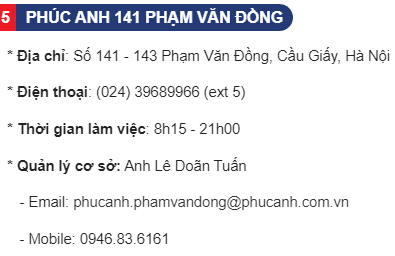 5 PHÚC ANH 141 PHẠM VĂN ĐỒNG
* Địa chỉ: Số 141 - 143 Phạm Văn Đồng, Cầu Giấy, Hà Nội
* Điện thoại: (024) 39689966 (ext 5)
* Thời gian làm việc: 8h15 - 21h00
* Quản lý cơ sở: Anh Lê Doãn Tuấn
- Email: phucanh.phamvandong@phucanh.com.vn
- Mobile: 0946.83.6161